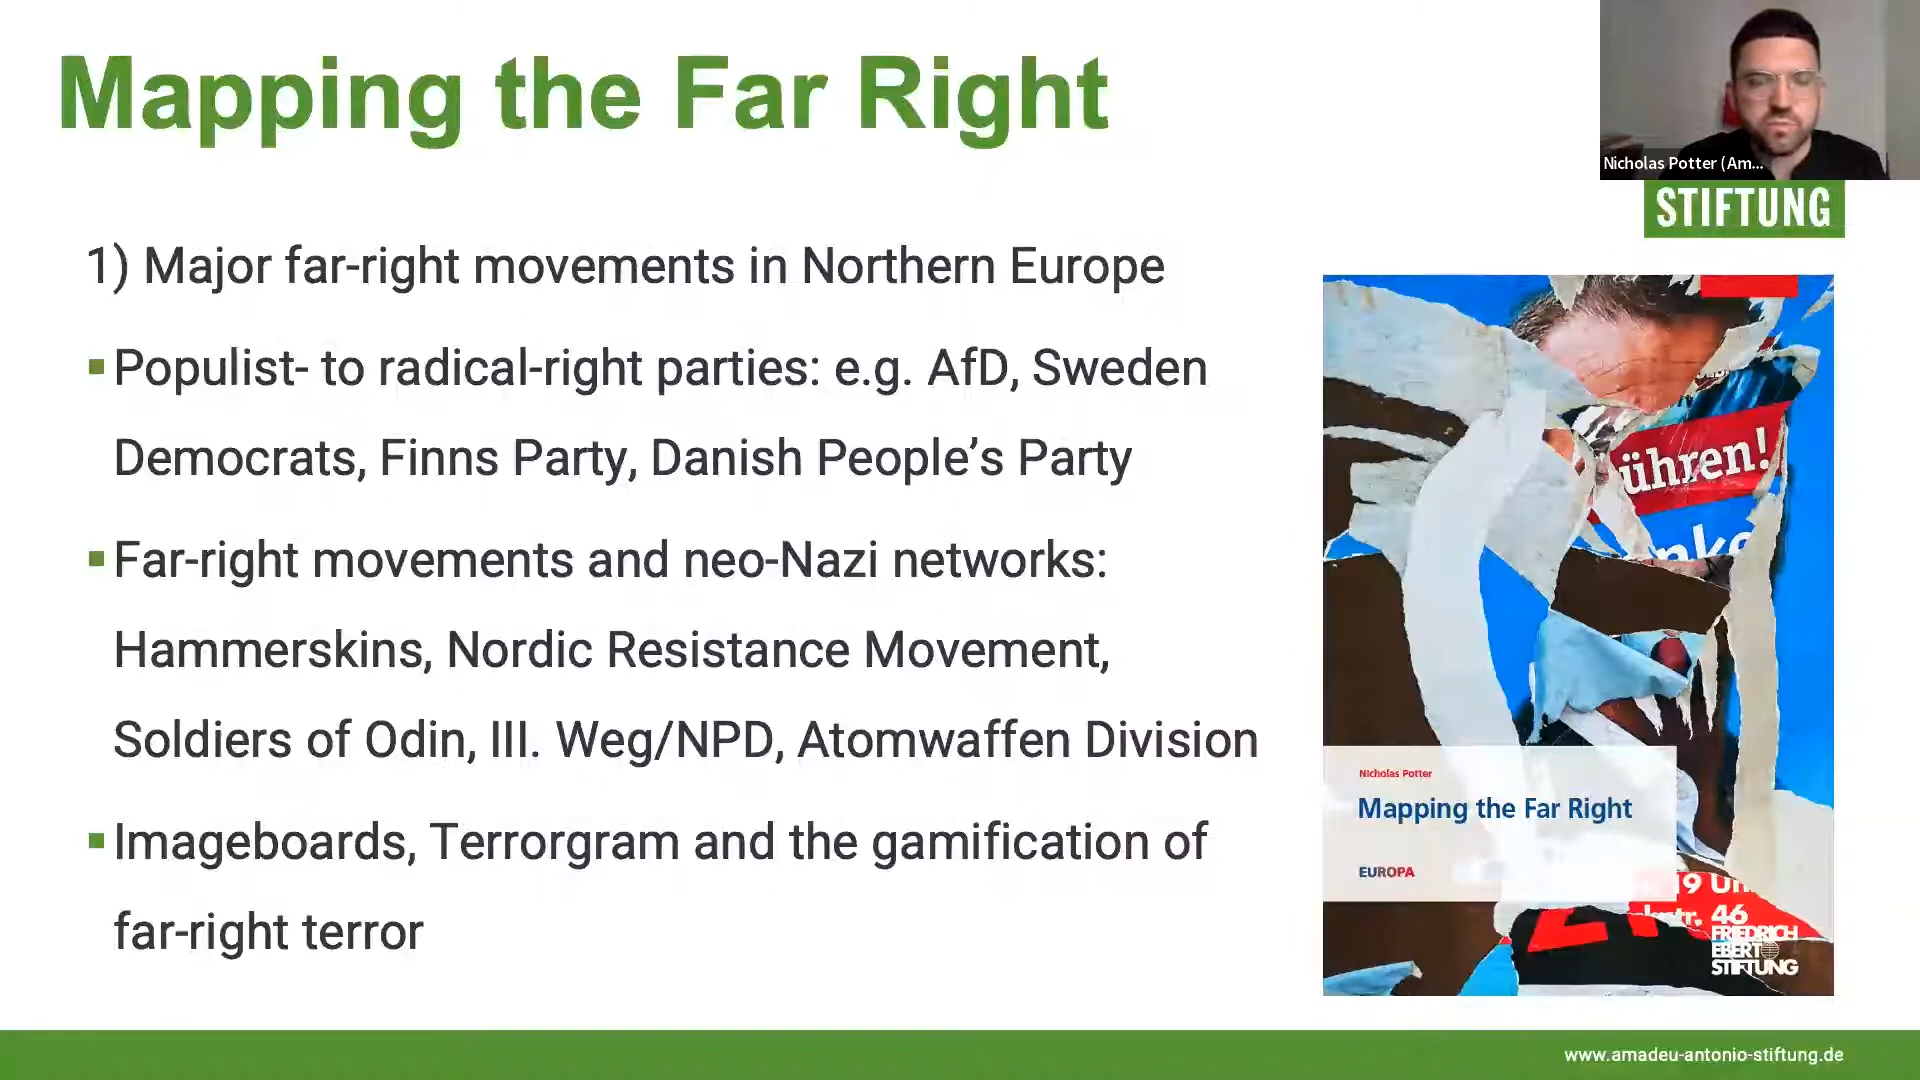 Mapping the Far Right
Nicholas Potter (Am...
STIFTUNG
1) Major far-right movements in Northern Europe
Populist- to radical-right parties: e.g. AfD, Sweden
Democrats, Finns Party, Danish People’s Party
Far-right movements and neo-Nazi networks:
Hammerskins, Nordic Resistance Movement,
Soldiers of Odin, III. Weg/NPD, Atomwaffen Division
Imageboards, Terrorgram and the gamification of
far-right terror
ühren!
Nicholas Potter
Mapping the Far Right
EUROPA
19
46
FRIEDRICH
EBERT
STIFTUNG
www.amadeu-antonio-stiftung.de